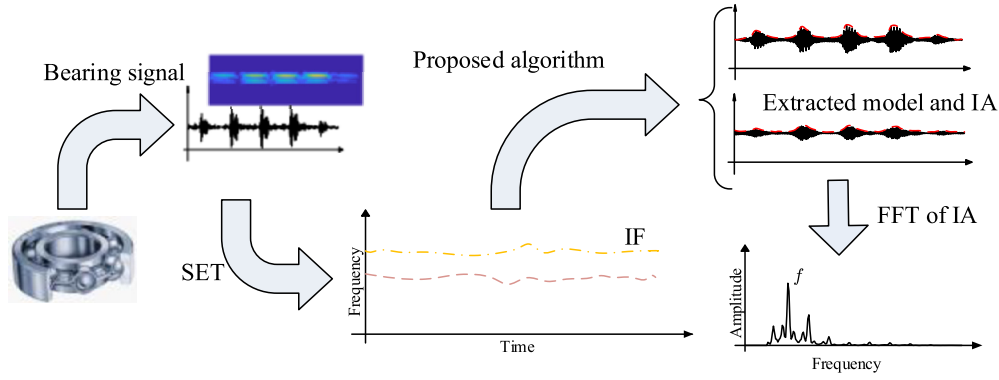 Bearing signal
Proposed algorithm
Extracted model and IA
SET
IF
Frequency
Time
FFT of IA
f
Amplitude
Frequency